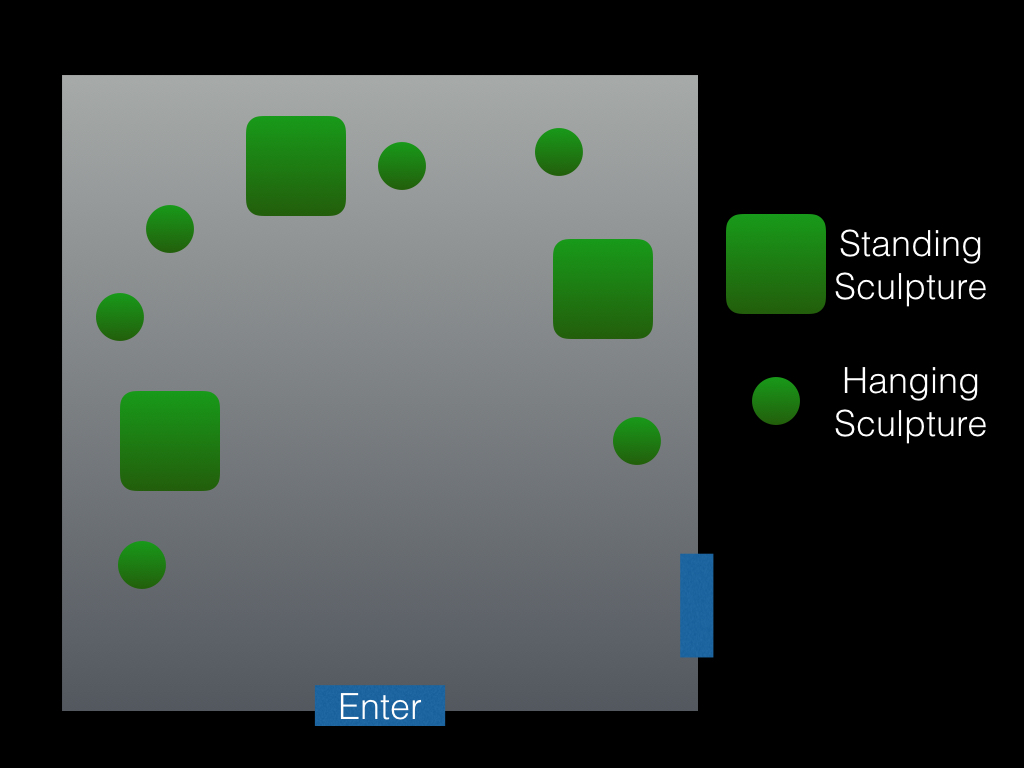 Standing
Sculpture
Hanging
Sculpture
Enter